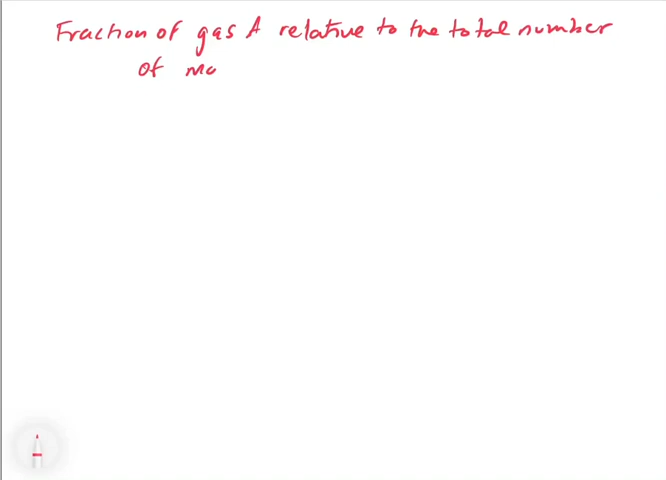 Fraction of gas A relative to the total number
of mo